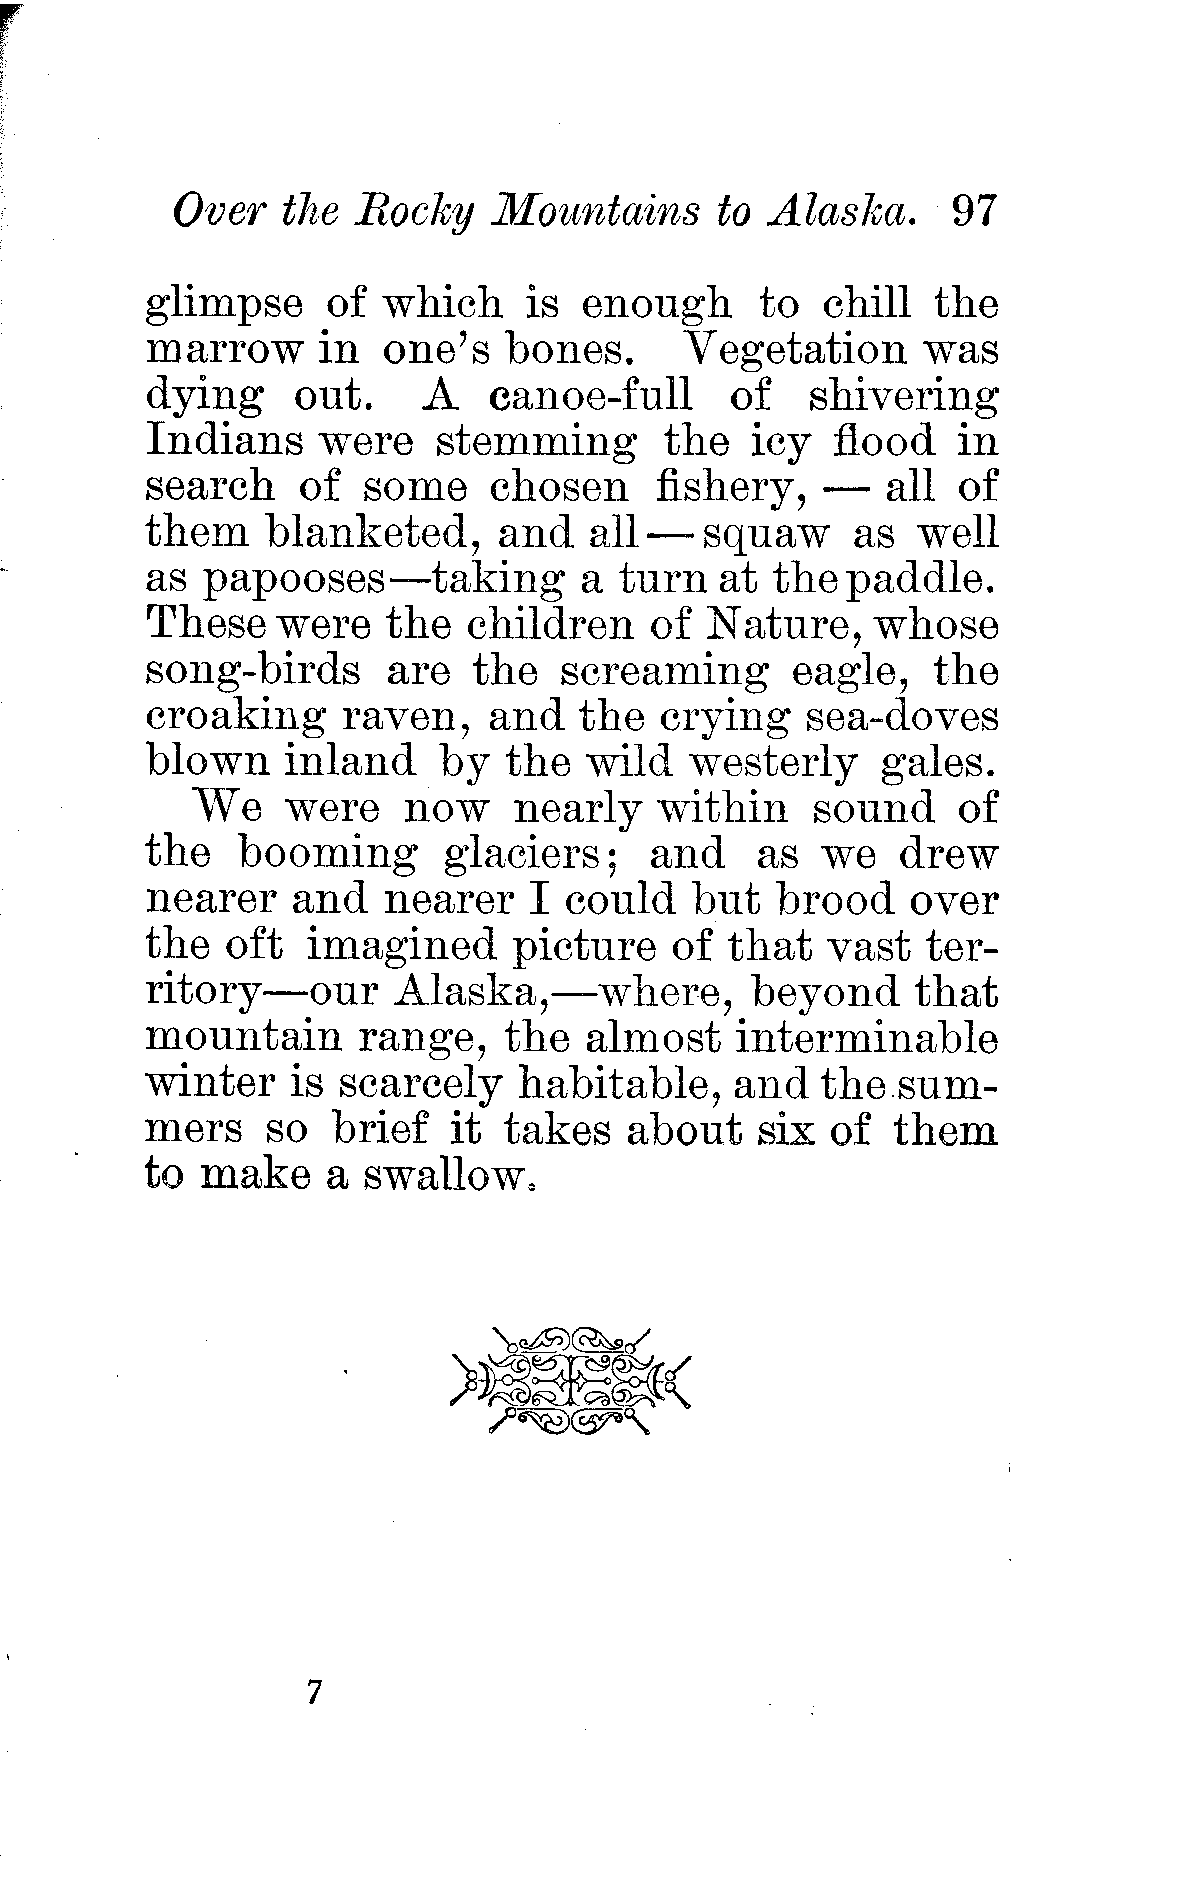 Over the Rocky Mountains to Alaska. 97
glimpse of which is enough to chill the
marrow in one's bones. Vegetation was
dying out. A canoe-full of shivering
Indians were stemming the icy flood in
search of some chosen fishery, — all of
them blanketed, and all — squaw as well
as papooses—taking a turn at the paddle.
These were the children of Nature, whose
song-birds are the screaming eagle, the
croaking raven, and the crying sea-doves
blown inland by the wild westerly gales.
We were now nearly within sound of
the booming glaciers; and as we drew
nearer and nearer I could but brood over
the oft imagined picture of that vast ter-
ritory—our Alaska,—where, beyond that
mountain range, the almost interminable
winter is scarcely habitable, and the sum-
mers so brief it takes about six of them
to make a swallow.
7